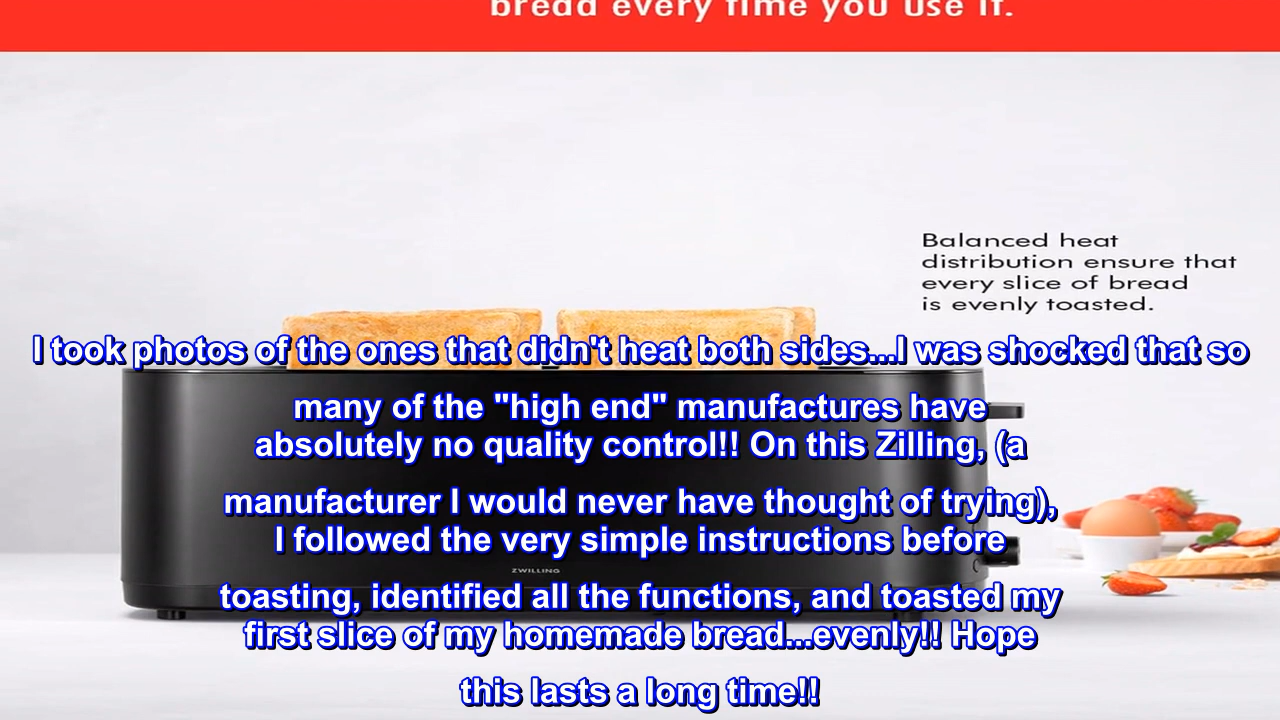 bread every time you use it.
Balanced heat
distribution ensure that
every slice of bread
is evenly toasted.
I took photos of the ones that didn't heat both sides...I was shocked that so
many of the "high end" manufactures have
absolutely no quality control!! On this Zilling, (a
manufacturer I would never have thought of trying),
I followed the very simple instructions before
ZWILLING
toasting, identified all the functions, and toasted my
first slice of my homemade bread...evenly!! Hope
this lasts a long time!!